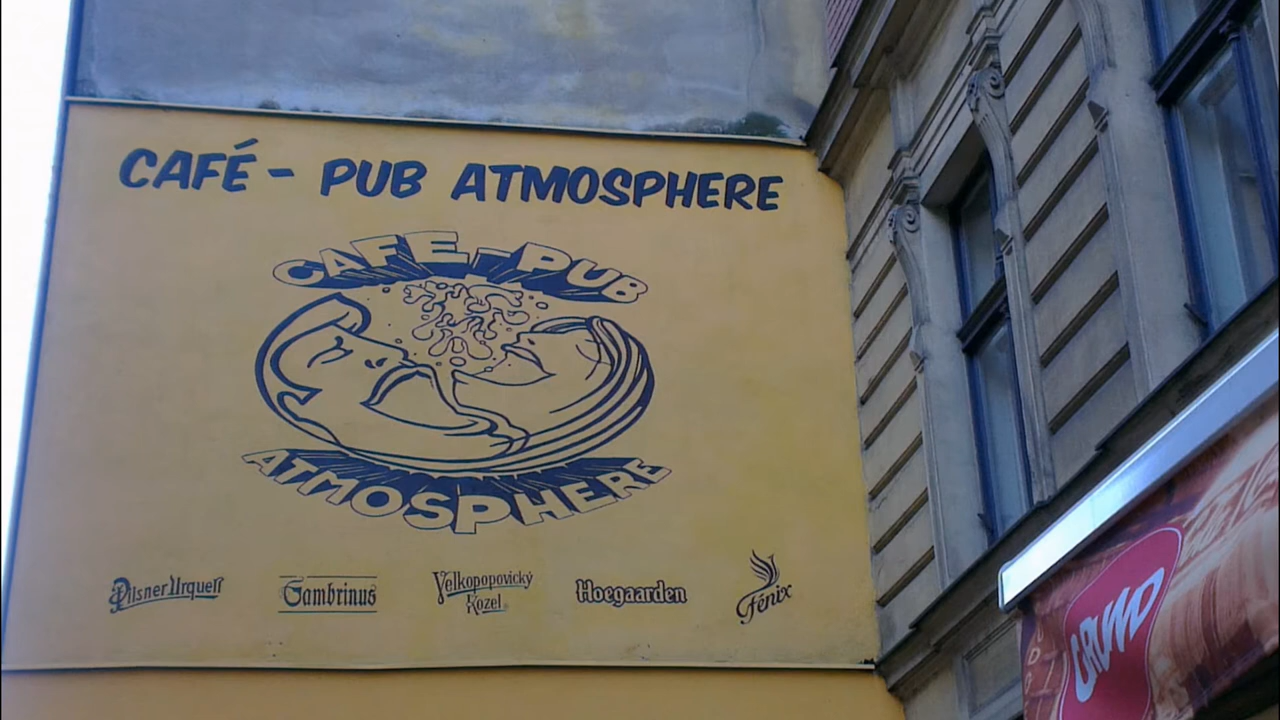 CAFÉ - PUB ATMOSPHERE
CAFE-PUB
ATMOSPHERE
Pilsner Urquell
Gambrinus
Velkopopovický
Kozel
Hoegaarden
Fénix